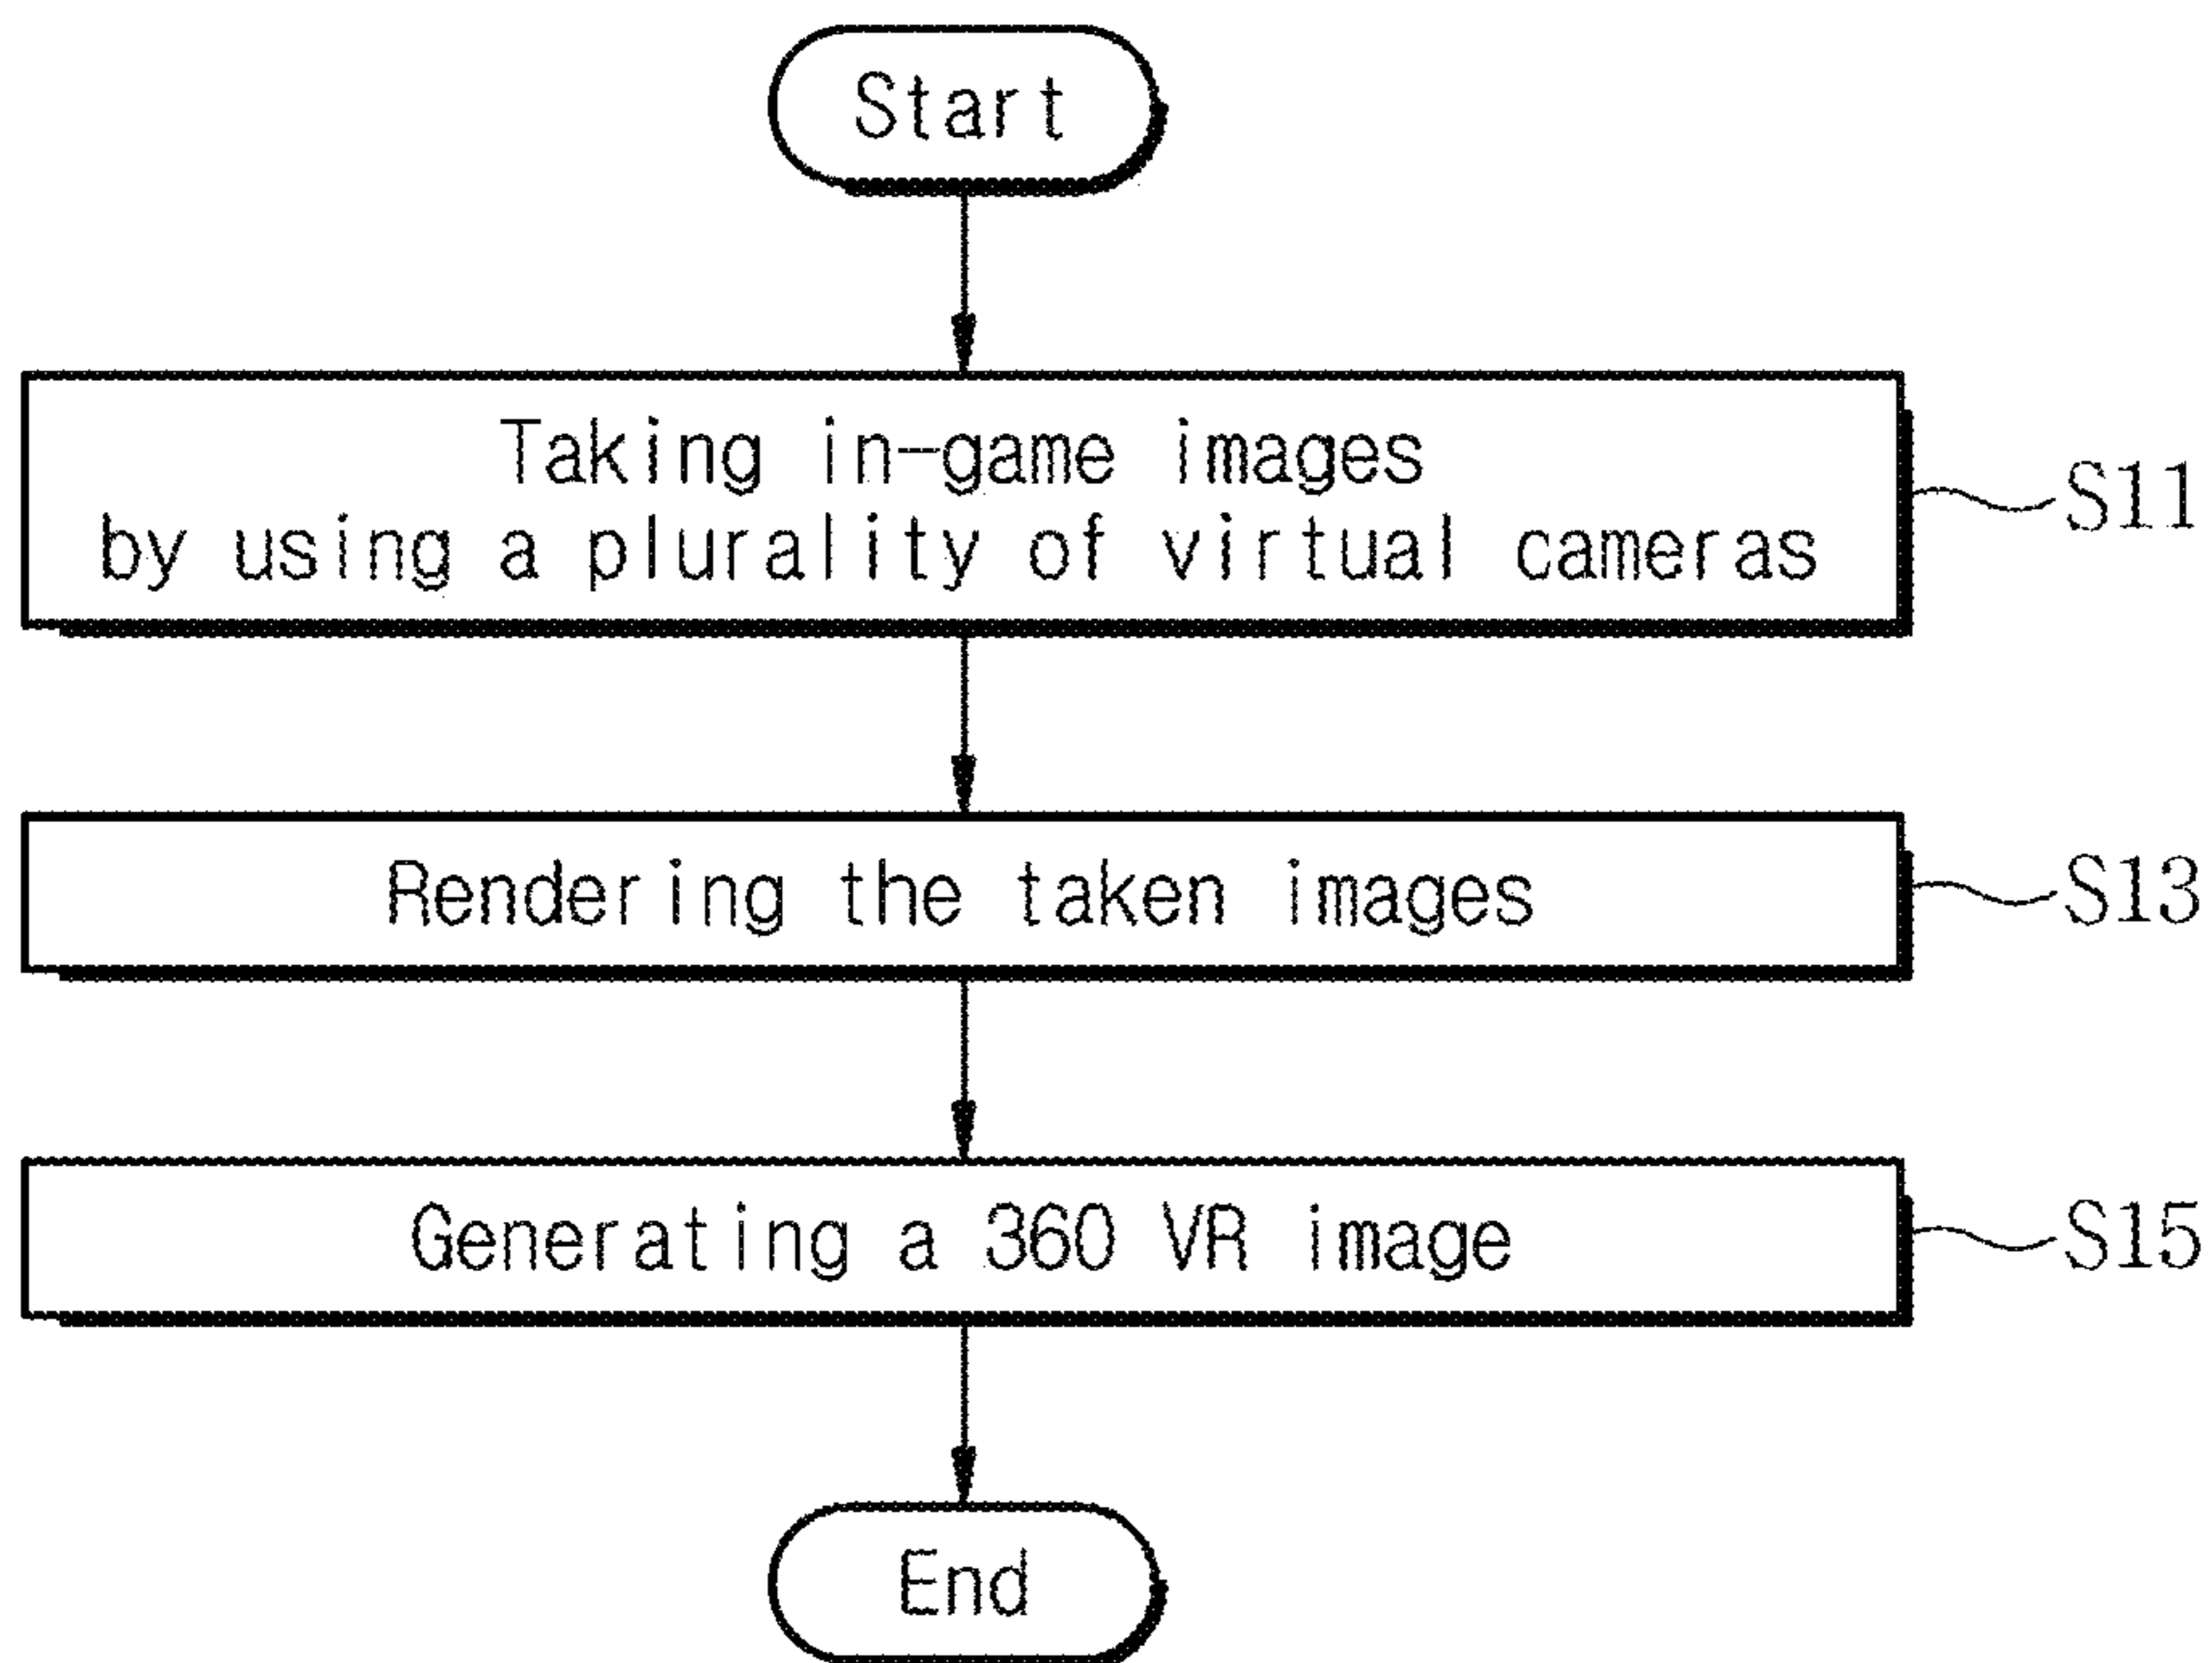 Start
Taking in-game images
by using a plurality of virtual cameras
S11
Rendering the taken images
S13
Generating a 360 VR image
S15
End